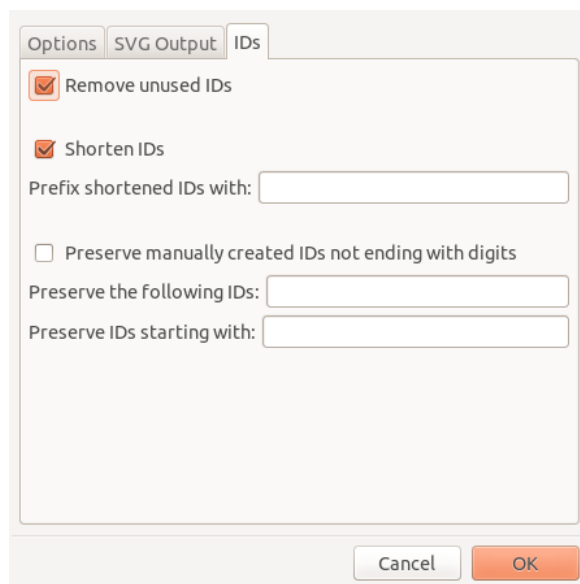 Options SVG Output IDs
Remove unused IDs
Shorten IDs
Prefix shortened IDs with:
Preserve manually created IDs not ending with digits
Preserve the following IDs:
Preserve IDs starting with:
Cancel OK